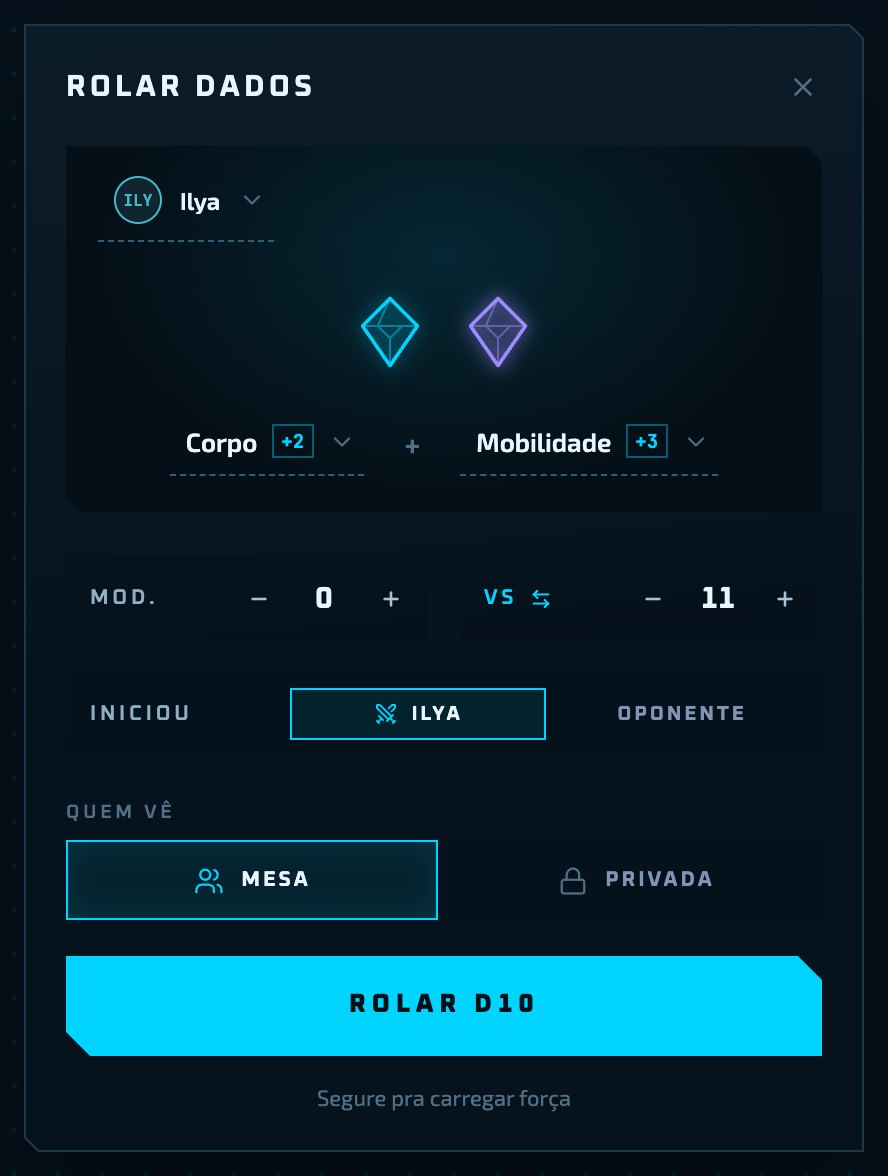 ROLAR DADOS
ILY Ilya
Corpo +2 + Mobilidade +3
MOD. − 0 + VS − 11 +
INICIOU ILYA OPONENTE
QUEM VÊ
MESA PRIVADA
ROLAR D10
Segure pra carregar força